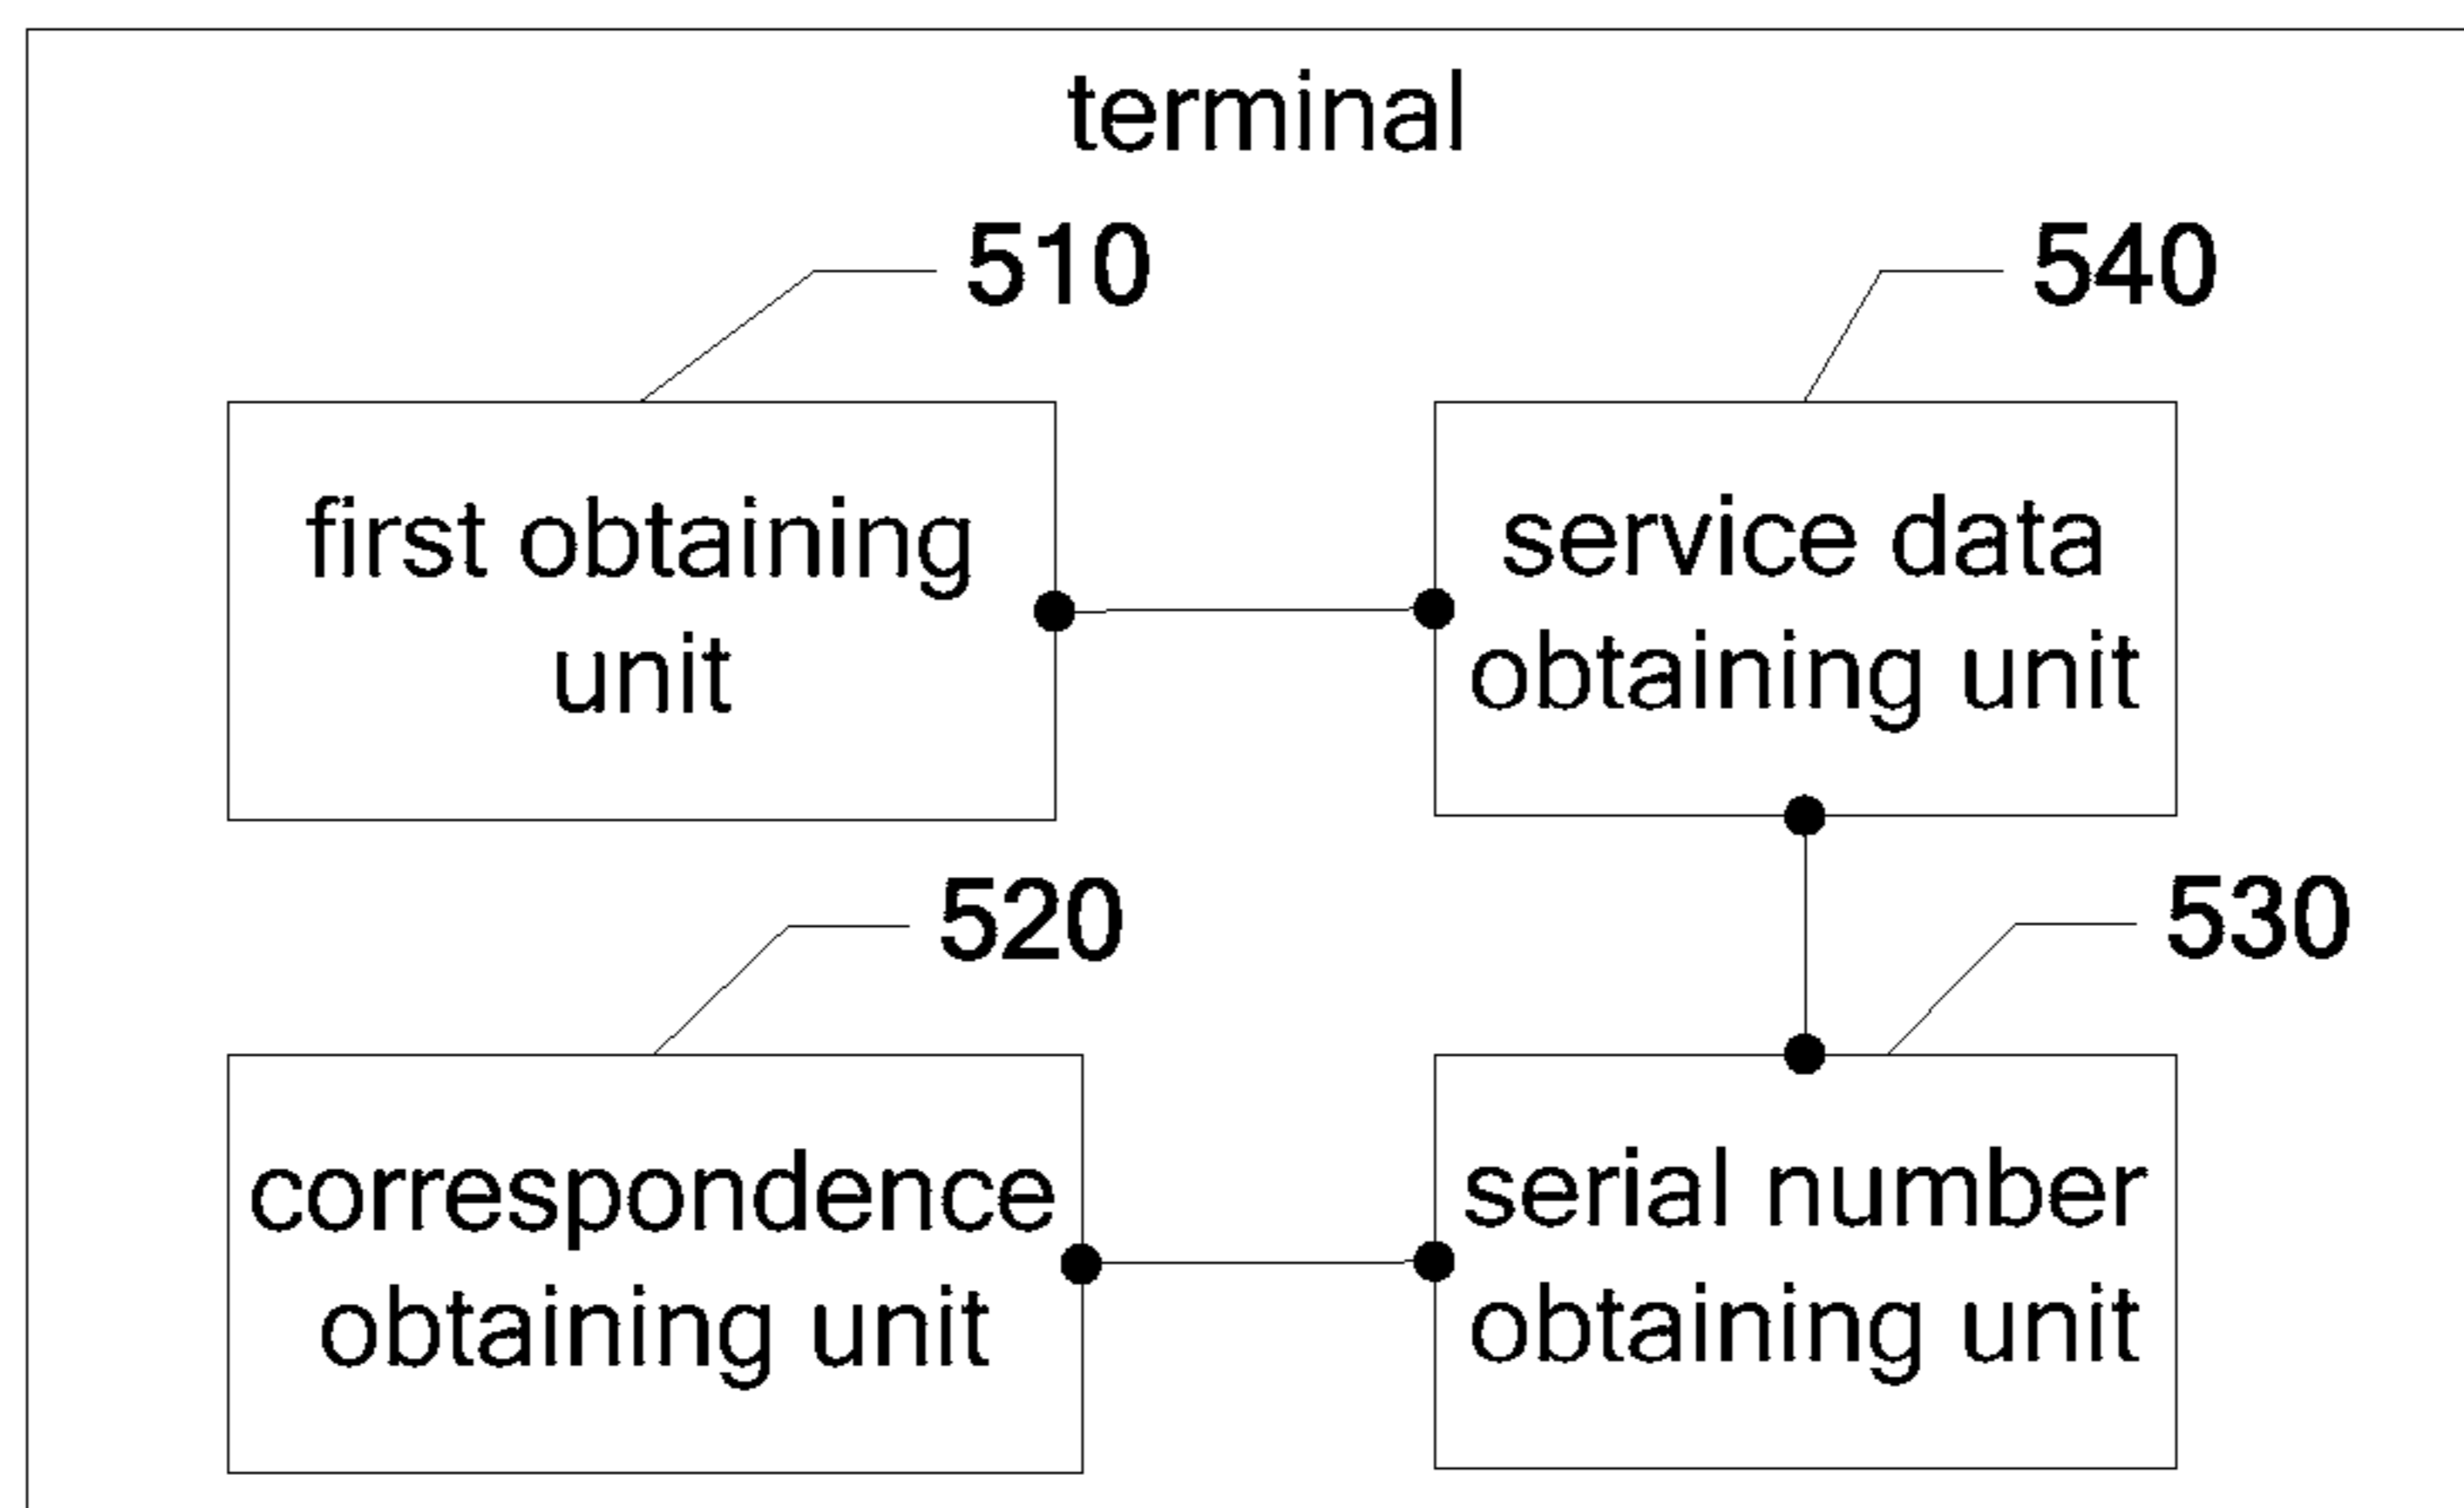 terminal
510
540
first obtaining
unit
service data
obtaining unit
520
530
correspondence
obtaining unit
serial number
obtaining unit